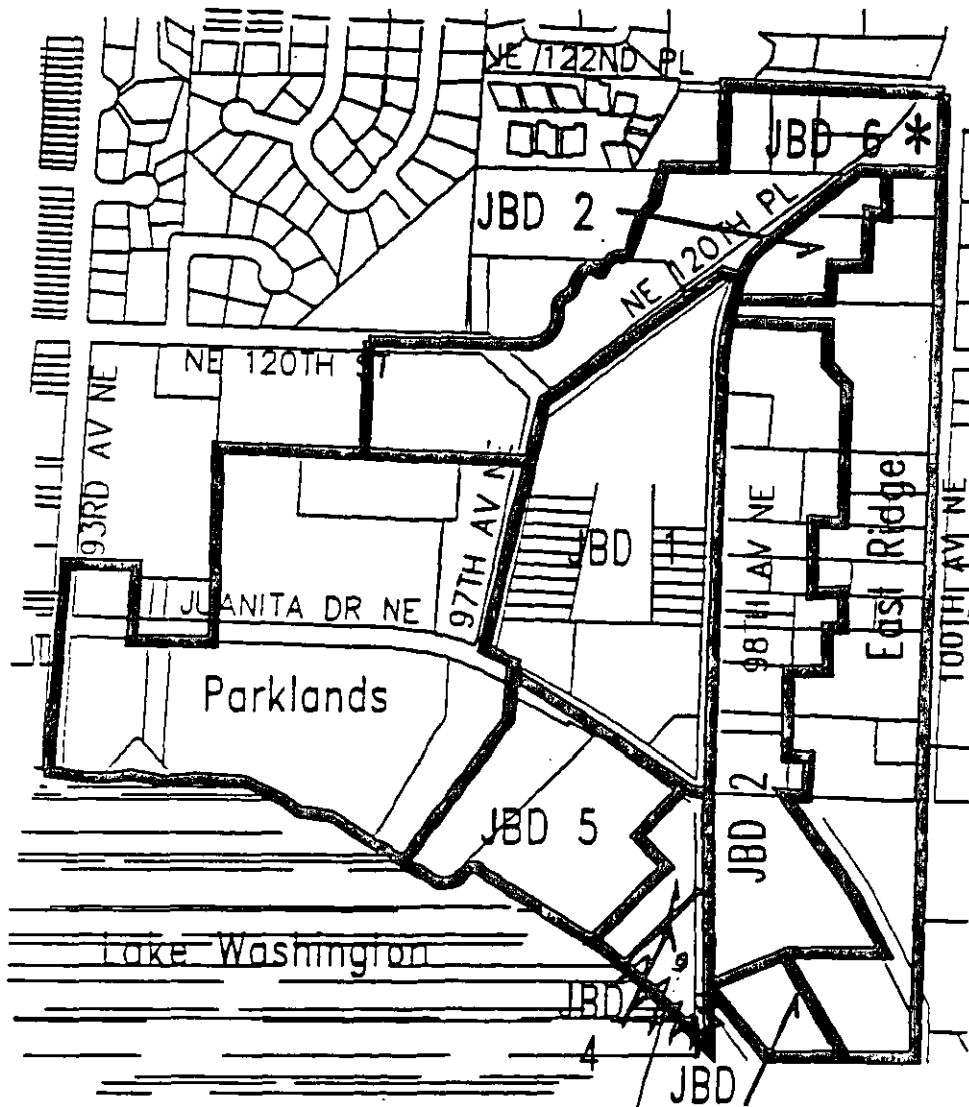 NE 122ND PL
JBD 6 *
JBD 2
NE 120TH PL
NE 120TH ST
93RD AV NE
97TH AV N
JBD 1
98TH AV NE
East Ridge
100TH AV NE
JUANITA DR NE
Parklands
JBD 5
JBD 2
Lake Washington
JBD
4
JBD